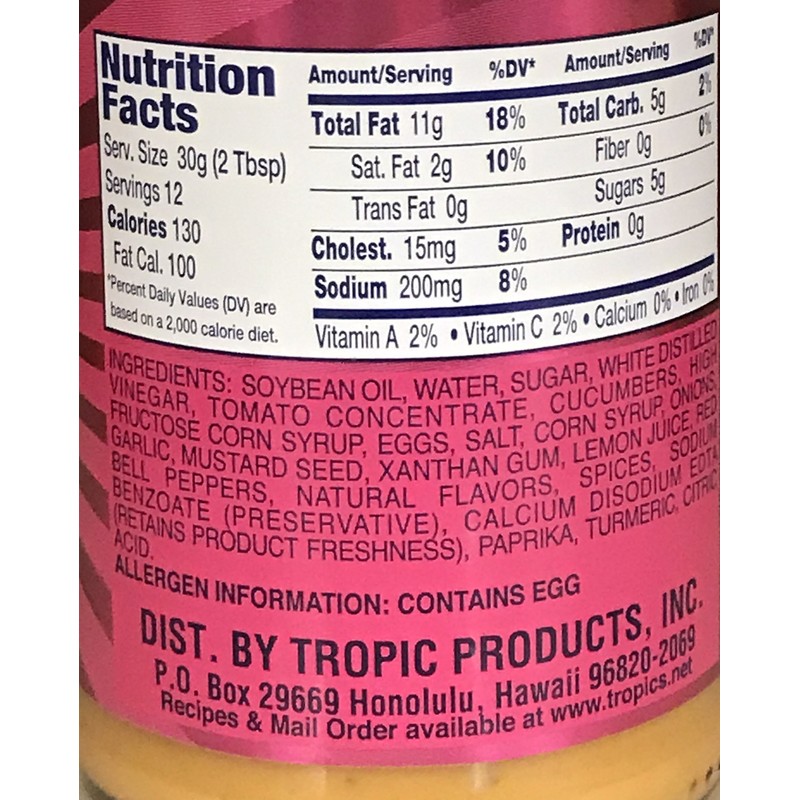 Nutrition
Facts
Serv. Size 30g (2 Tbsp)
Servings 12
Calories 130
Fat Cal. 100
*Percent Daily Values (DV) are
based on a 2,000 calorie diet.
Amount/Serving %DV* Amount/Serving %DV*
Total Fat 11g 18% Total Carb. 5g 2%
Sat. Fat 2g 10% Fiber 0g 0%
Trans Fat 0g Sugars 5g
Cholest. 15mg 5% Protein 0g
Sodium 200mg 8%
Vitamin A 2% • Vitamin C 2% • Calcium 0% • Iron 0%
INGREDIENTS: SOYBEAN OIL, WATER, SUGAR, WHITE DISTILLED
VINEGAR, TOMATO CONCENTRATE, CUCUMBERS, HIGH
FRUCTOSE CORN SYRUP, EGGS, SALT, CORN SYRUP, ONIONS,
GARLIC, MUSTARD SEED, XANTHAN GUM, LEMON JUICE, RED
BELL PEPPERS, NATURAL FLAVORS, SPICES, SODIUM
BENZOATE (PRESERVATIVE), CALCIUM DISODIUM EDTA
(RETAINS PRODUCT FRESHNESS), PAPRIKA, TURMERIC, CITRIC
ACID.
ALLERGEN INFORMATION: CONTAINS EGG
DIST. BY TROPIC PRODUCTS, INC.
P.O. Box 29669 Honolulu, Hawaii 96820-2069
Recipes & Mail Order available at www.tropics.net